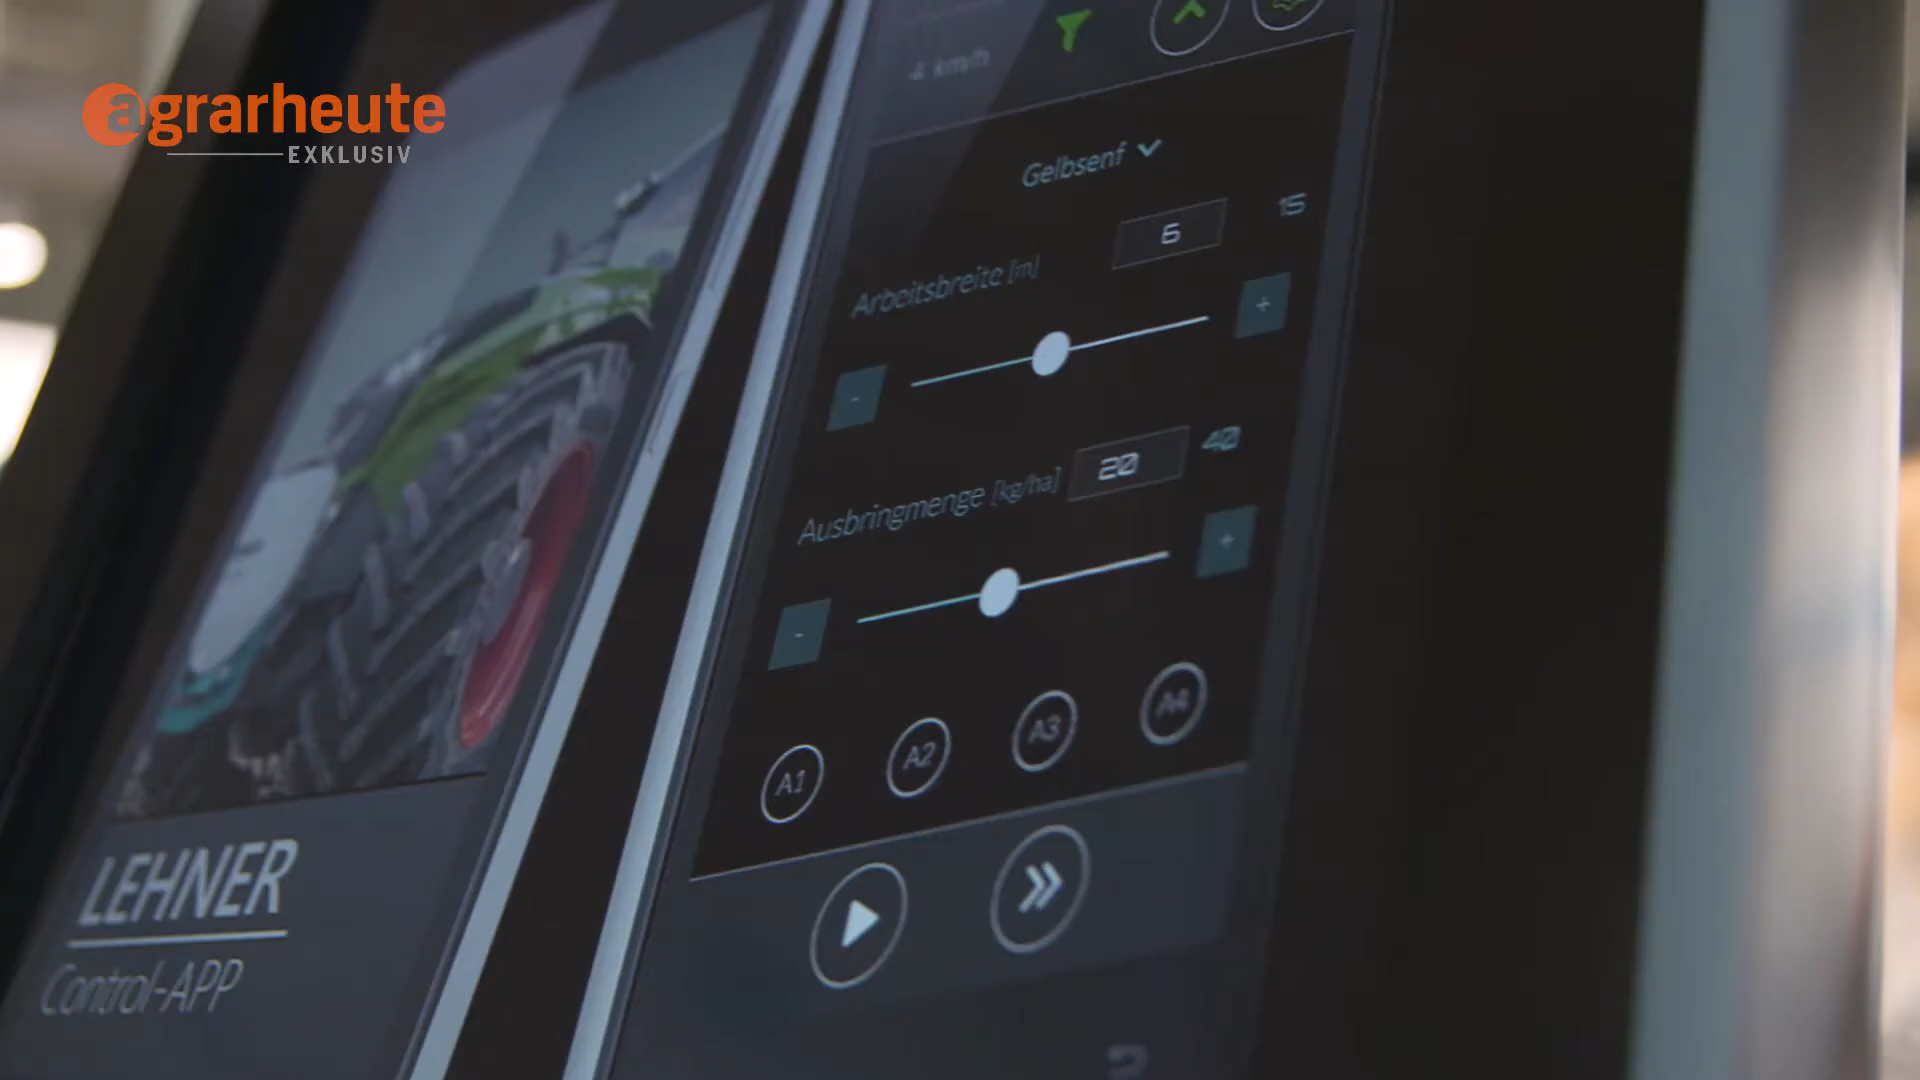 agrarheute
EXKLUSIV
4 km/h
Gelbsenf
6
15
Arbeitsbreite [m]
+
-
20
40
Ausbringmenge [kg/ha]
+
-
A1
A2
A3
A4
LEHNER
Control-APP